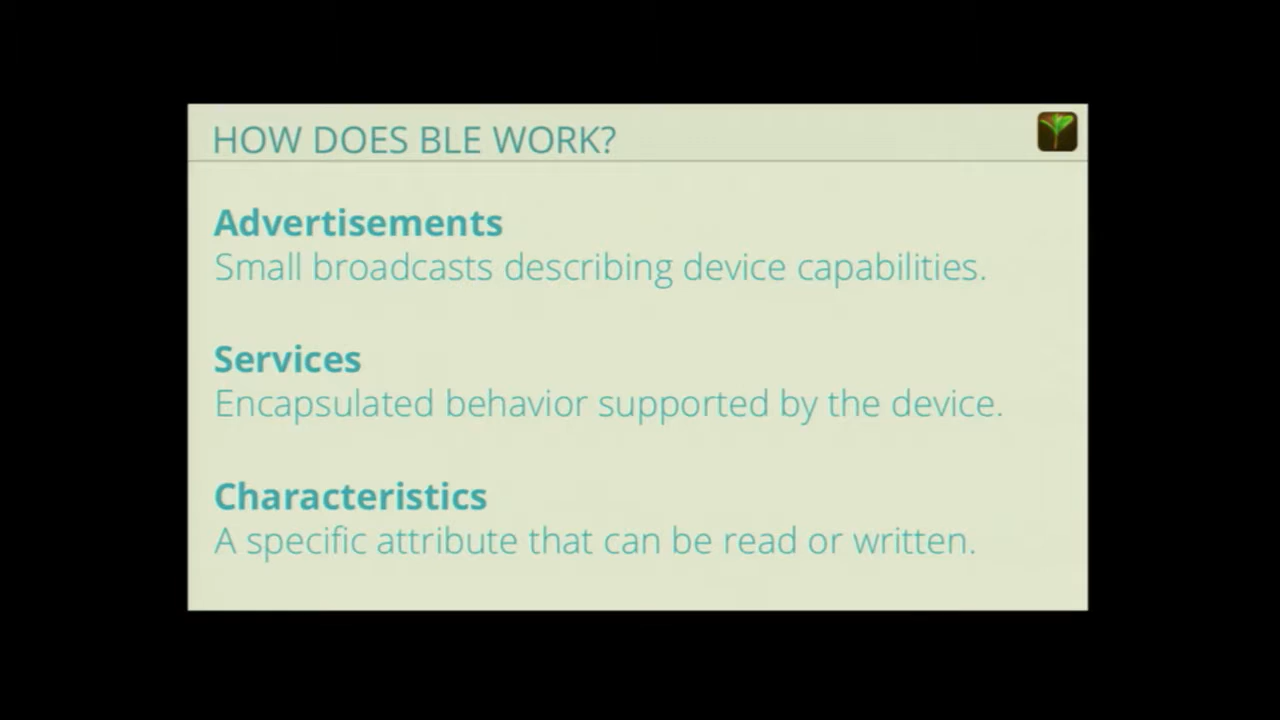 HOW DOES BLE WORK?
Advertisements
Small broadcasts describing device capabilities.
Services
Encapsulated behavior supported by the device.
Characteristics
A specific attribute that can be read or written.